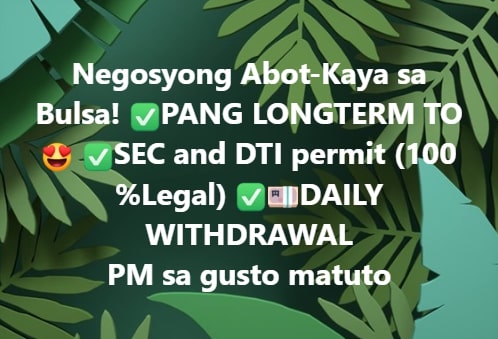 Negosyong Abot-Kaya sa
Bulsa! ✅PANG LONGTERM TO
😍 ✅SEC and DTI permit (100
%Legal) ✅💴DAILY
WITHDRAWAL
PM sa gusto matuto